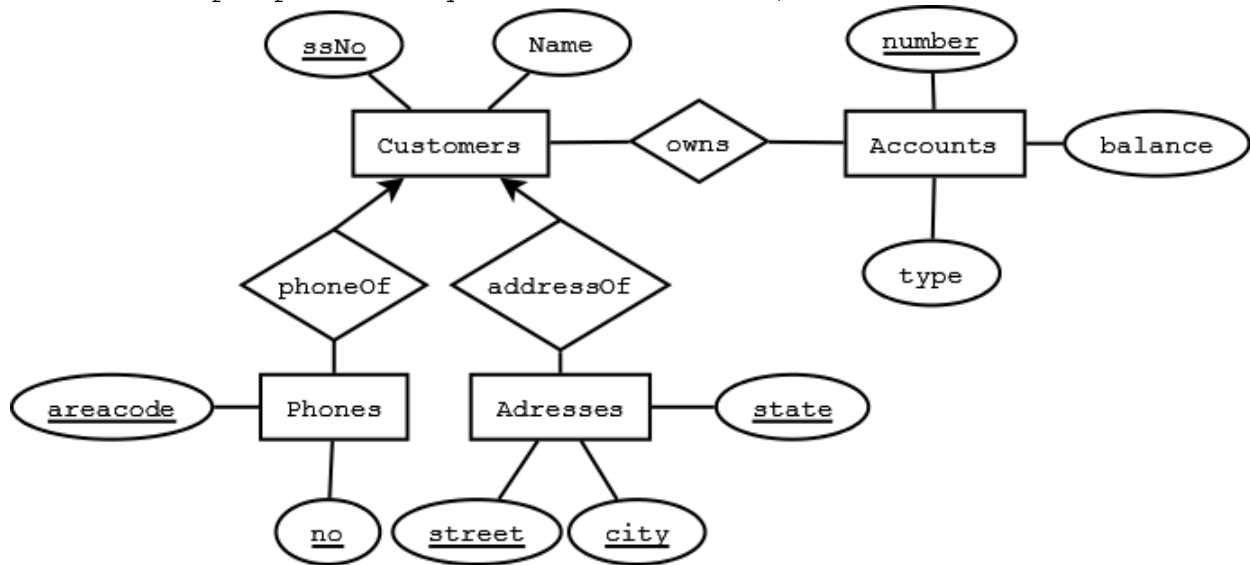 ssNo
Name
number
Customers
owns
Accounts
balance
phoneOf
addressOf
type
areacode
Phones
Adresses
state
no
street
city